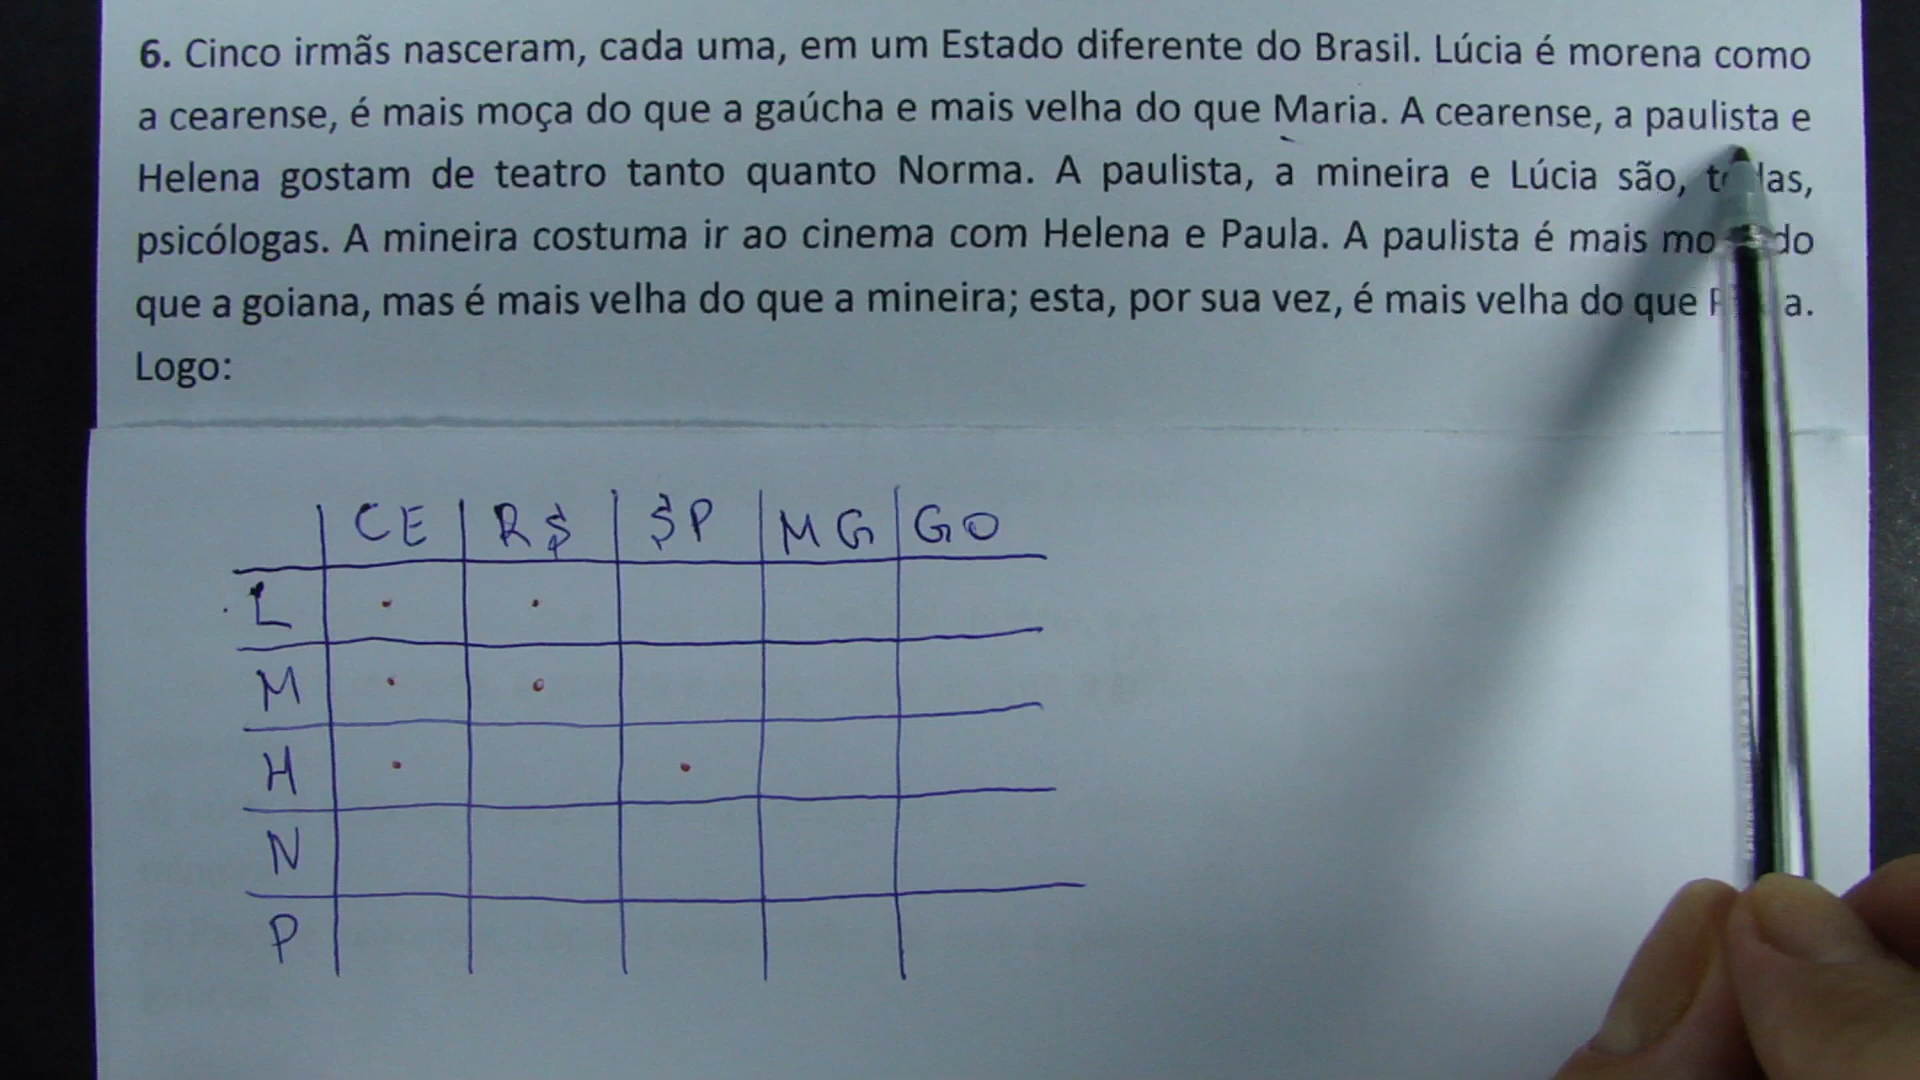 6. Cinco irmãs nasceram, cada uma, em um Estado diferente do Brasil. Lúcia é morena como
a cearense, é mais moça do que a gaúcha e mais velha do que Maria. A cearense, a paulista e
Helena gostam de teatro tanto quanto Norma. A paulista, a mineira e Lúcia são,
psicólogas. A mineira costuma ir ao cinema com Helena e Paula. A paulista é mais do
que a goiana, mas é mais velha do que a mineira; esta, por sua vez, é mais velha do que
Logo:
CE R$ $P MG GO
L
M
H
N
P